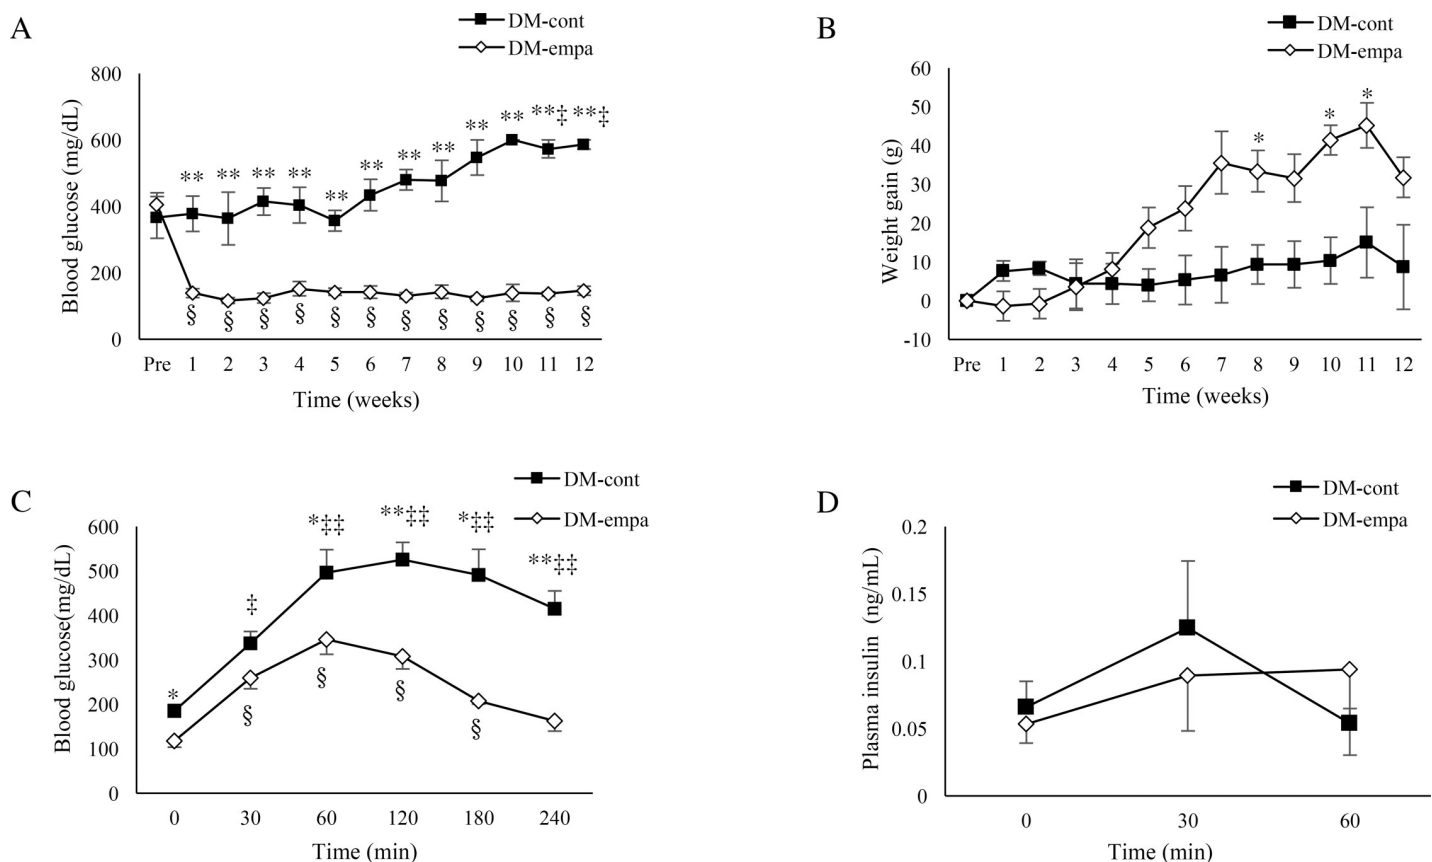 A
DM-cont
DM-empa
Blood glucose (mg/dL)
800
600
400
200
0
** ** ** ** ** ** ** ** ** ** **‡ **‡
§ § § § § § § § § § § §
Pre 1 2 3 4 5 6 7 8 9 10 11 12
Time (weeks)
B
DM-cont
DM-empa
Weight gain (g)
60
50
40
30
20
10
0
-10
* * *
Pre 1 2 3 4 5 6 7 8 9 10 11 12
Time (weeks)
C
DM-cont
DM-empa
Blood glucose(mg/dL)
600
500
400
300
200
100
0
* ‡ *‡‡ **‡‡ *‡‡ **‡‡
§ § § §
0 30 60 120 180 240
Time (min)
D
DM-cont
DM-empa
Plasma insulin (ng/mL)
0.2
0.15
0.1
0.05
0
0 30 60
Time (min)